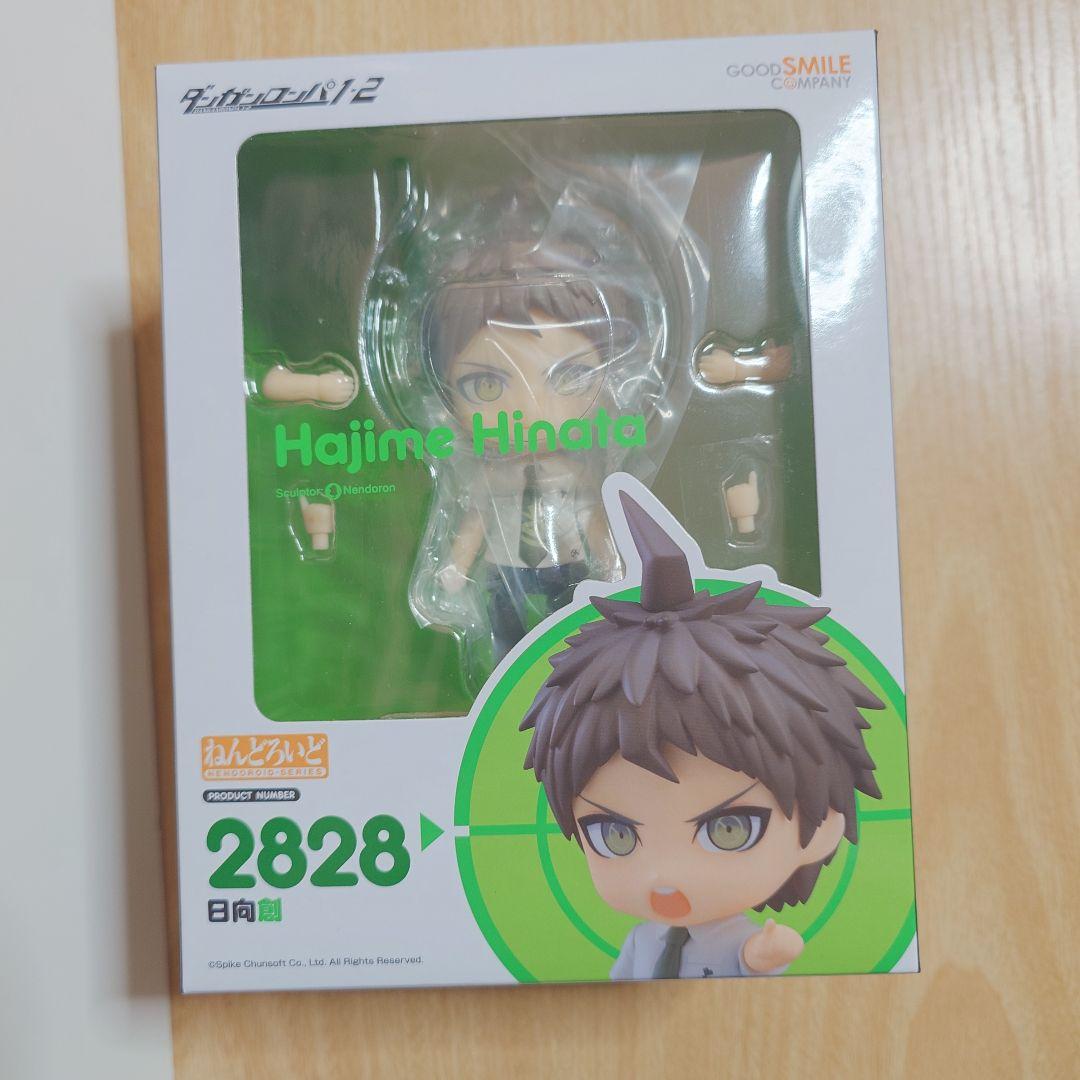 ダンガンロンパ1・2
GOOD SMILE
COMPANY
Hajime Hinata
Sculptor Nendoron
ねんどろいど
NENDOROID-SERIES
PRODUCT NUMBER
2828
日向創
©Spike Chunsoft Co., Ltd. All Rights Reserved.